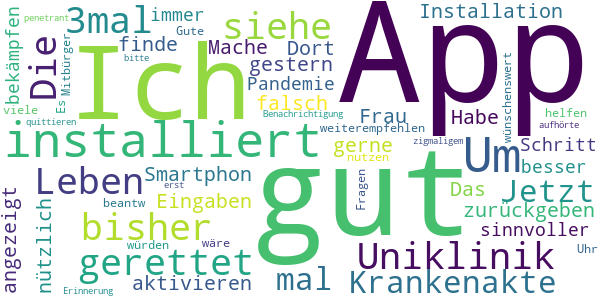 penetrant
immer
3mal
siehe
Installation
App
bekämpfen
Gute
finde
Mache
Dort
Die
Es
Mitbürger
bitte
Ich
gestern
Pandemie
viele
falsch
Frau
Habe
wünschenswert
helfen
quittieren
Benachrichtigung
weiterempfehlen
aufhörte
installiert
gut
gerne
zigmaligem
Um
Schritt
nutzen
besser
Leben
Smartphon
Fragen
Das
Jetzt
angezeigt
nützlich
beantw
erst
Eingaben
zurückgeben
bisher
würden
wäre
sinnvoller
gerettet
Uniklinik
Uhr
aktivieren
mal
Krankenakte
Erinnerung